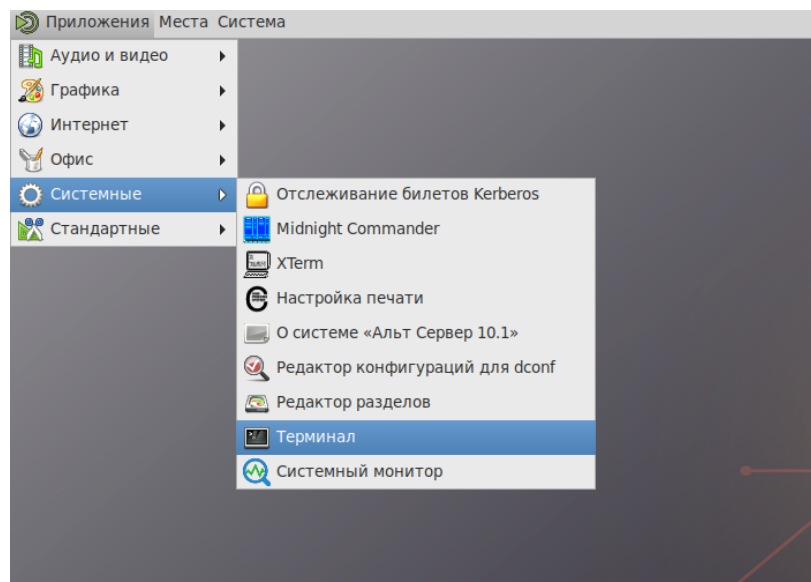 Приложения Места Система
Аудио и видео
Графика
Интернет
Офис
Системные
Стандартные
Отслеживание билетов Kerberos
Midnight Commander
XTerm
Настройка печати
О системе «Альт Сервер 10.1»
Редактор конфигураций для dconf
Редактор разделов
Терминал
Системный монитор